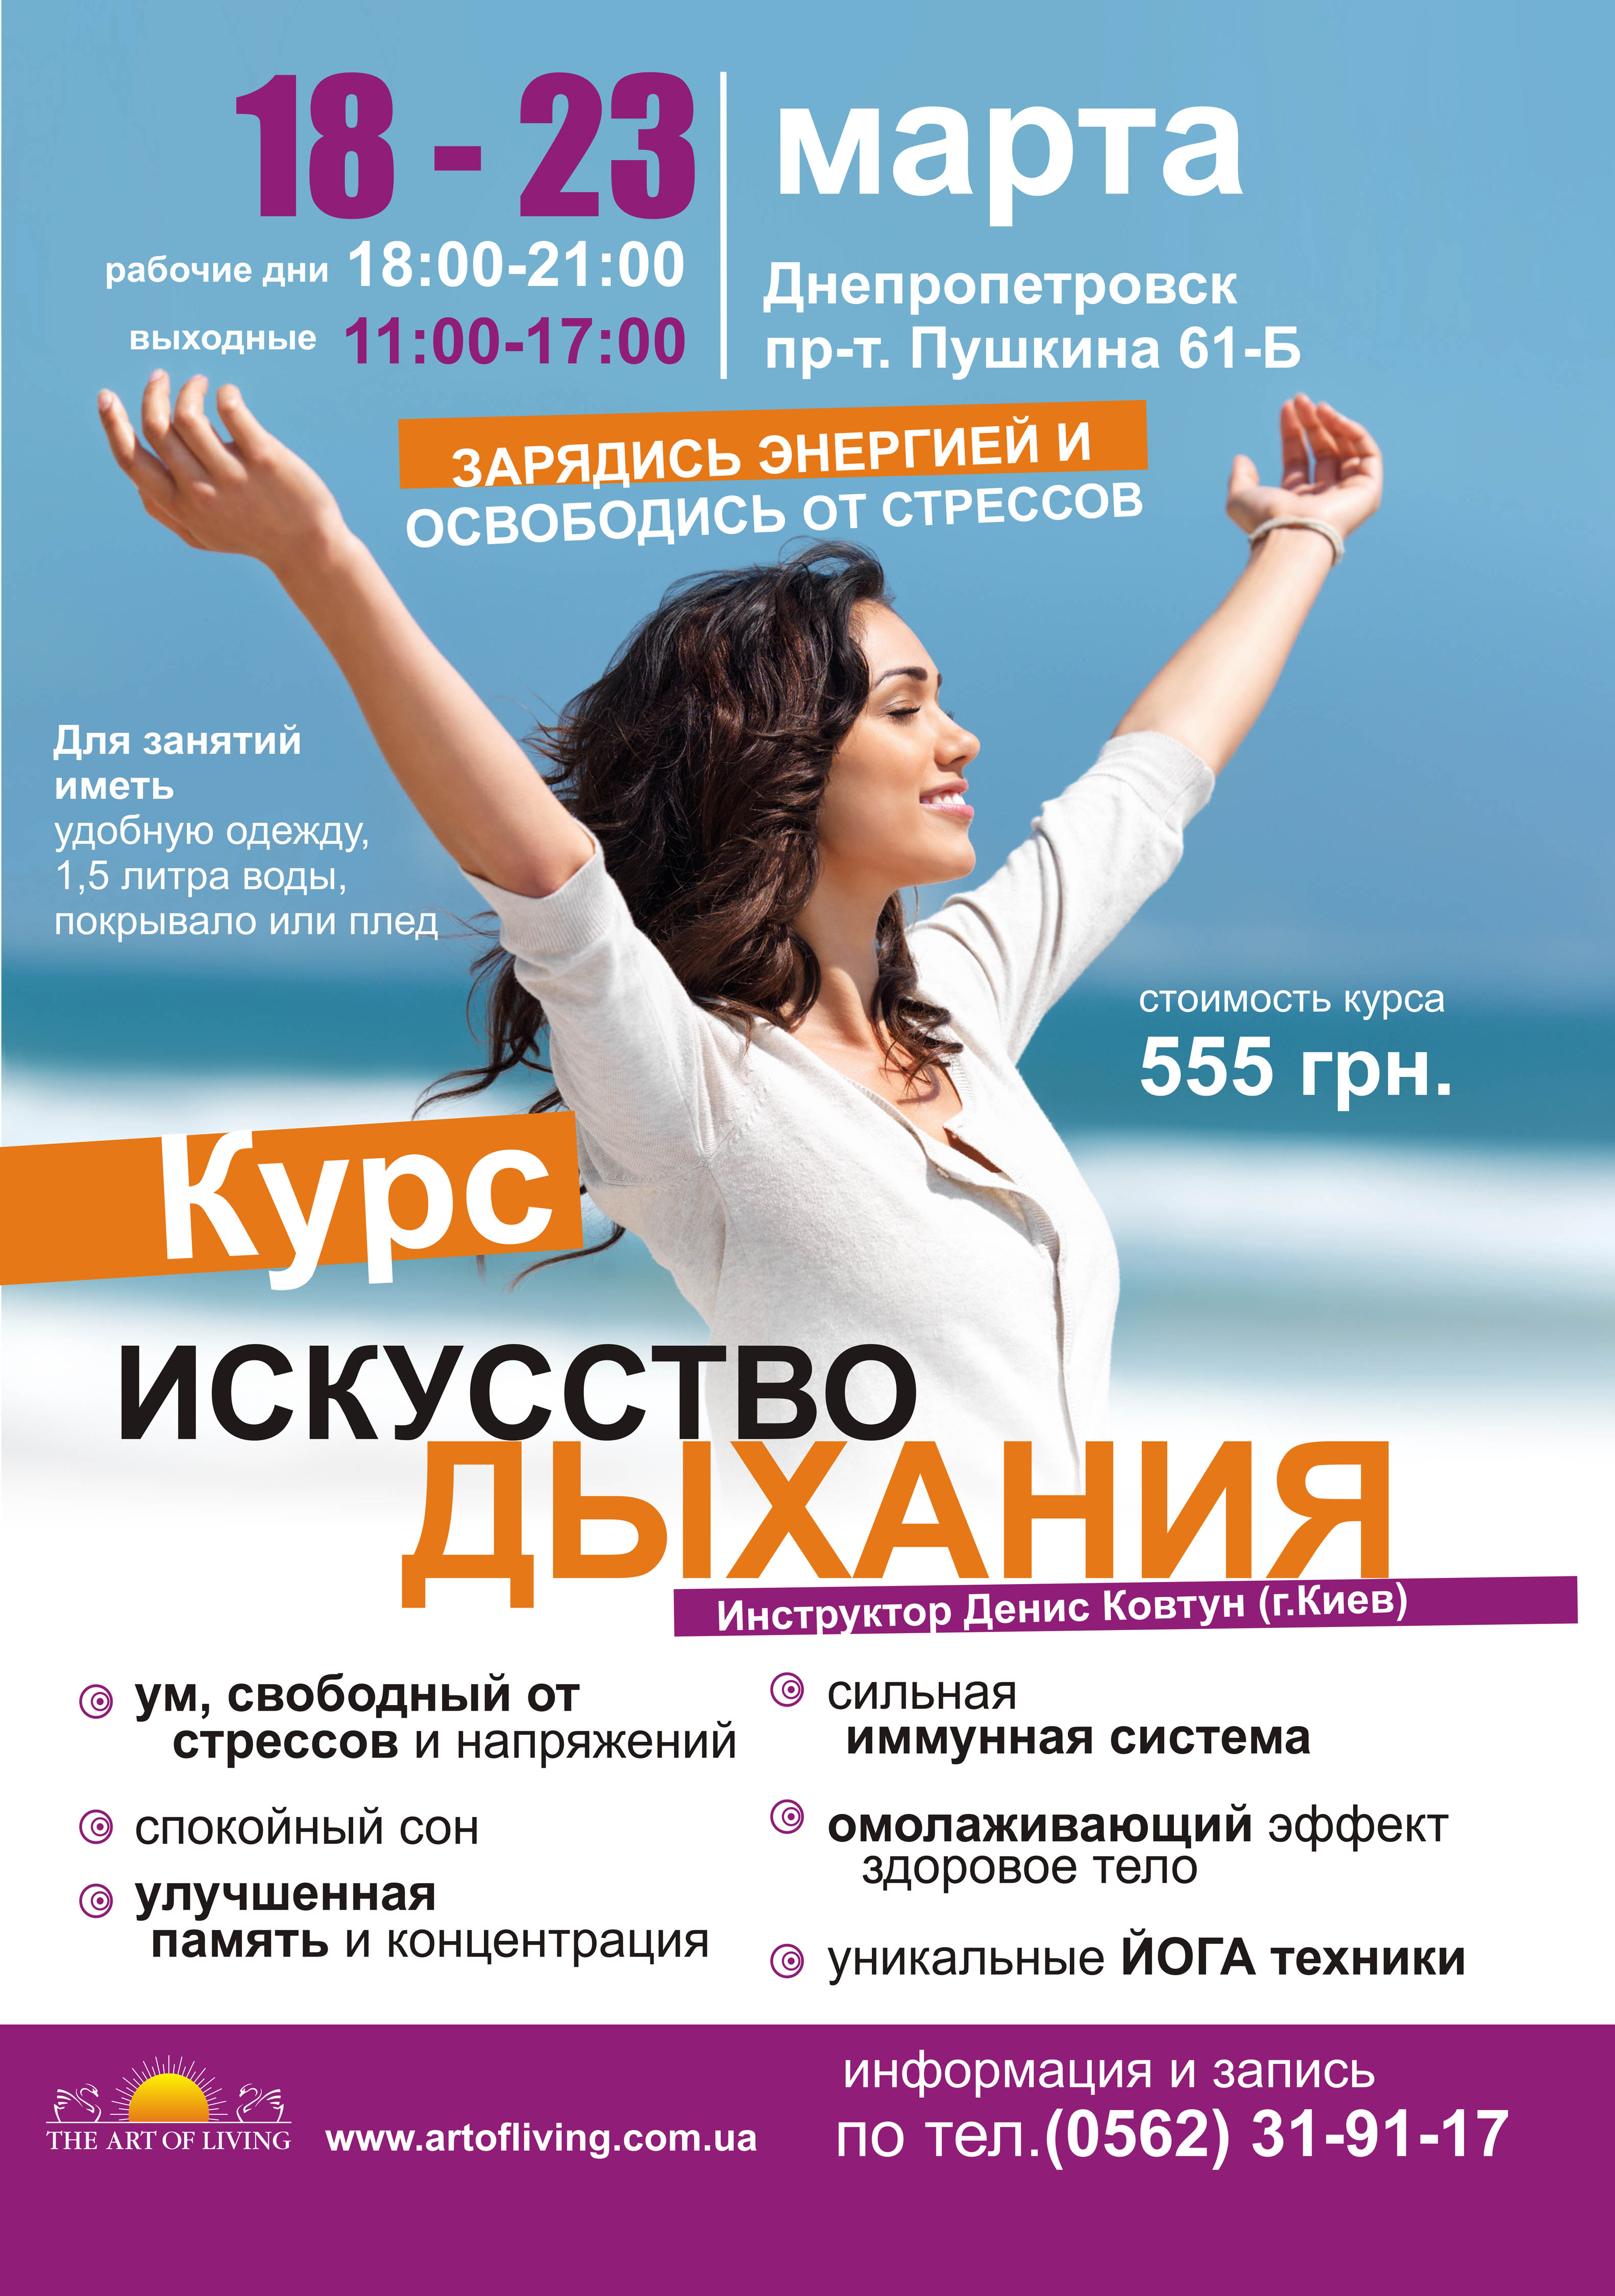 18 - 23
марта
рабочие дни 18:00-21:00
выходные 11:00-17:00
Днепропетровск
пр-т. Пушкина 61-Б
ЗАРЯДИСЬ ЭНЕРГИЕЙ И
ОСВОБОДИСЬ ОТ СТРЕССОВ
Для занятий
иметь
удобную одежду,
1,5 литра воды,
покрывало или плед
стоимость курса
555 грн.
Курс
ИСКУССТВО
ДЫХАНИЯ
Инструктор Денис Ковтун (г.Киев)
ум, свободный от
стрессов и напряжений
спокойный сон
улучшенная
память и концентрация
сильная
иммунная система
омолаживающий эффект
здоровое тело
уникальные ЙОГА техники
THE ART OF LIVING
www.artofliving.com.ua
информация и запись
по тел.(0562) 31-91-17